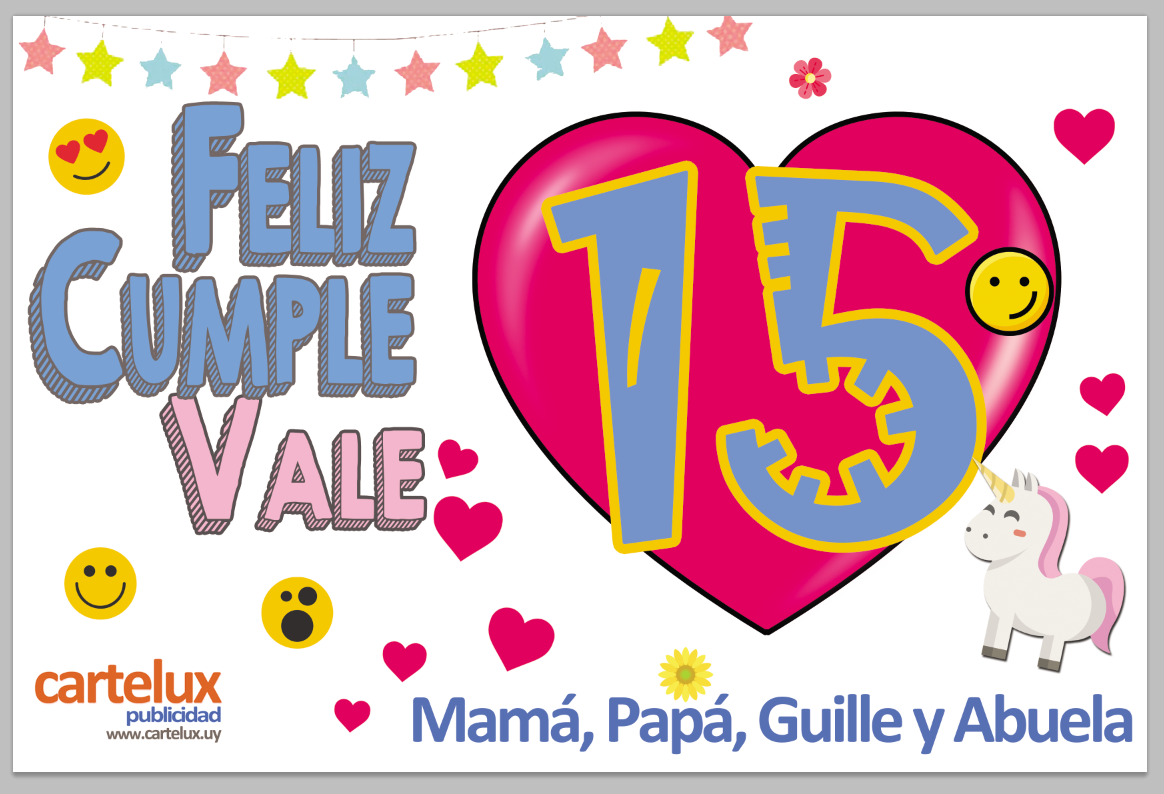 FELIZ
CUMPLE
VALE
15
cartelux
publicidad
www.cartelux.uy
Mamá, Papá, Guille y Abuela